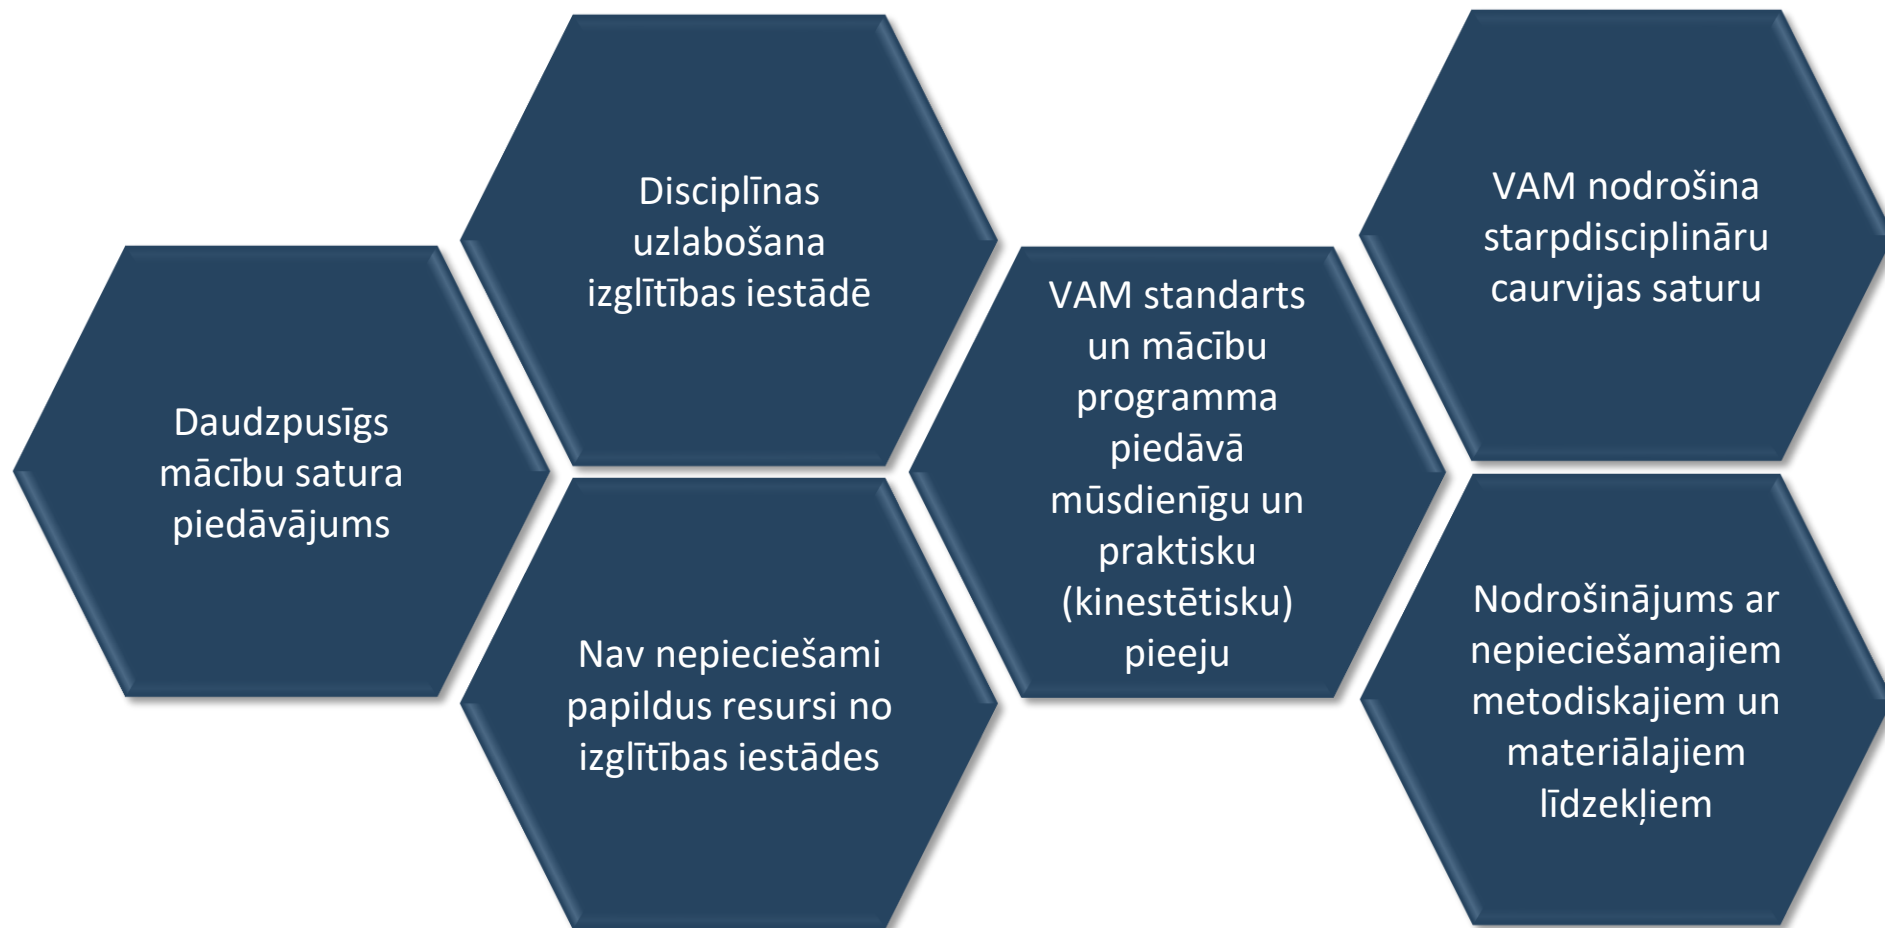 Daudzpusīgs
mācību satura
piedāvājums
Disciplīnas
uzlabošana
izglītības iestādē
Nav nepieciešami
papildus resursi no
izglītības iestādes
VAM standarts
un mācību
programma
piedāvā
mūsdienīgu un
praktisku
(kinestētisku)
pieeju
VAM nodrošina
starpdisciplināru
caurvijas saturu
Nodrošinājums ar
nepieciešamajiem
metodiskajiem un
materiālajiem
līdzekļiem